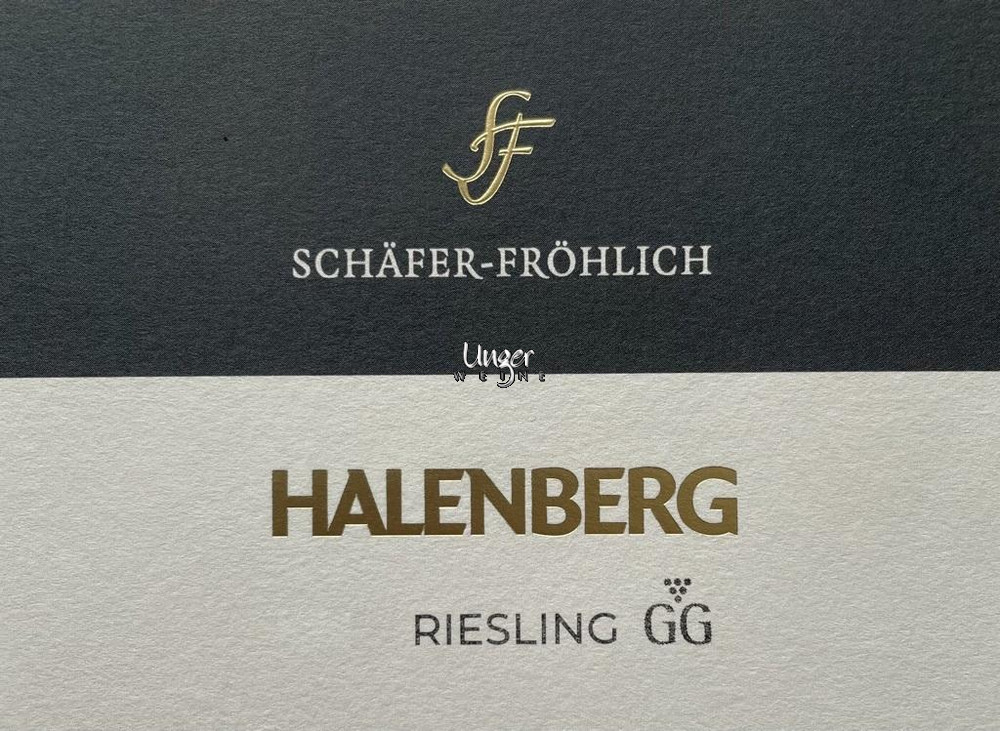 SF
SCHÄFER-FRÖHLICH
Unger
WEINE
HALENBERG
RIESLING GG